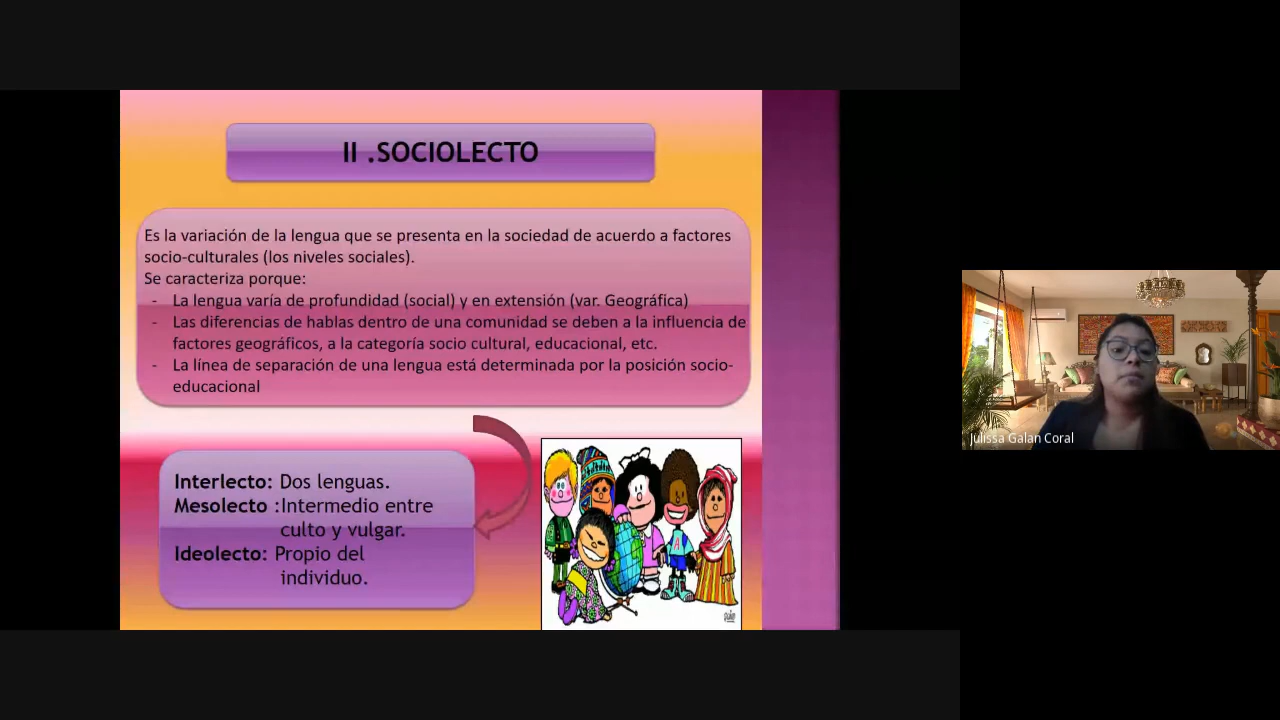 II .SOCIOLECTO
Es la variación de la lengua que se presenta en la sociedad de acuerdo a factores
socio-culturales (los niveles sociales).
Se caracteriza porque:
- La lengua varía de profundidad (social) y en extensión (var. Geográfica)
- Las diferencias de hablas dentro de una comunidad se deben a la influencia de
factores geográficos, a la categoría socio cultural, educacional, etc.
- La línea de separación de una lengua está determinada por la posición socio-
educacional
Interlecto: Dos lenguas.
Mesolecto :Intermedio entre
culto y vulgar.
Ideolecto: Propio del
individuo.
A
Julissa Galan Coral